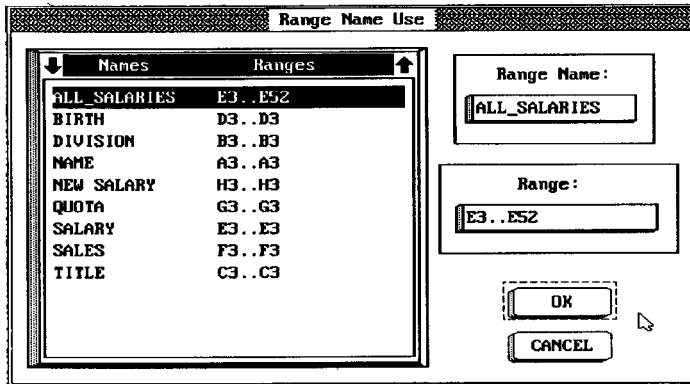 Range Name Use
Names Ranges
ALL_SALARIES E3..E52
BIRTH D3..D3
DIVISION B3..B3
NAME A3..A3
NEW SALARY H3..H3
QUOTA G3..G3
SALARY E3..E3
SALES F3..F3
TITLE C3..C3
Range Name:
ALL_SALARIES
Range:
E3..E52
OK
CANCEL